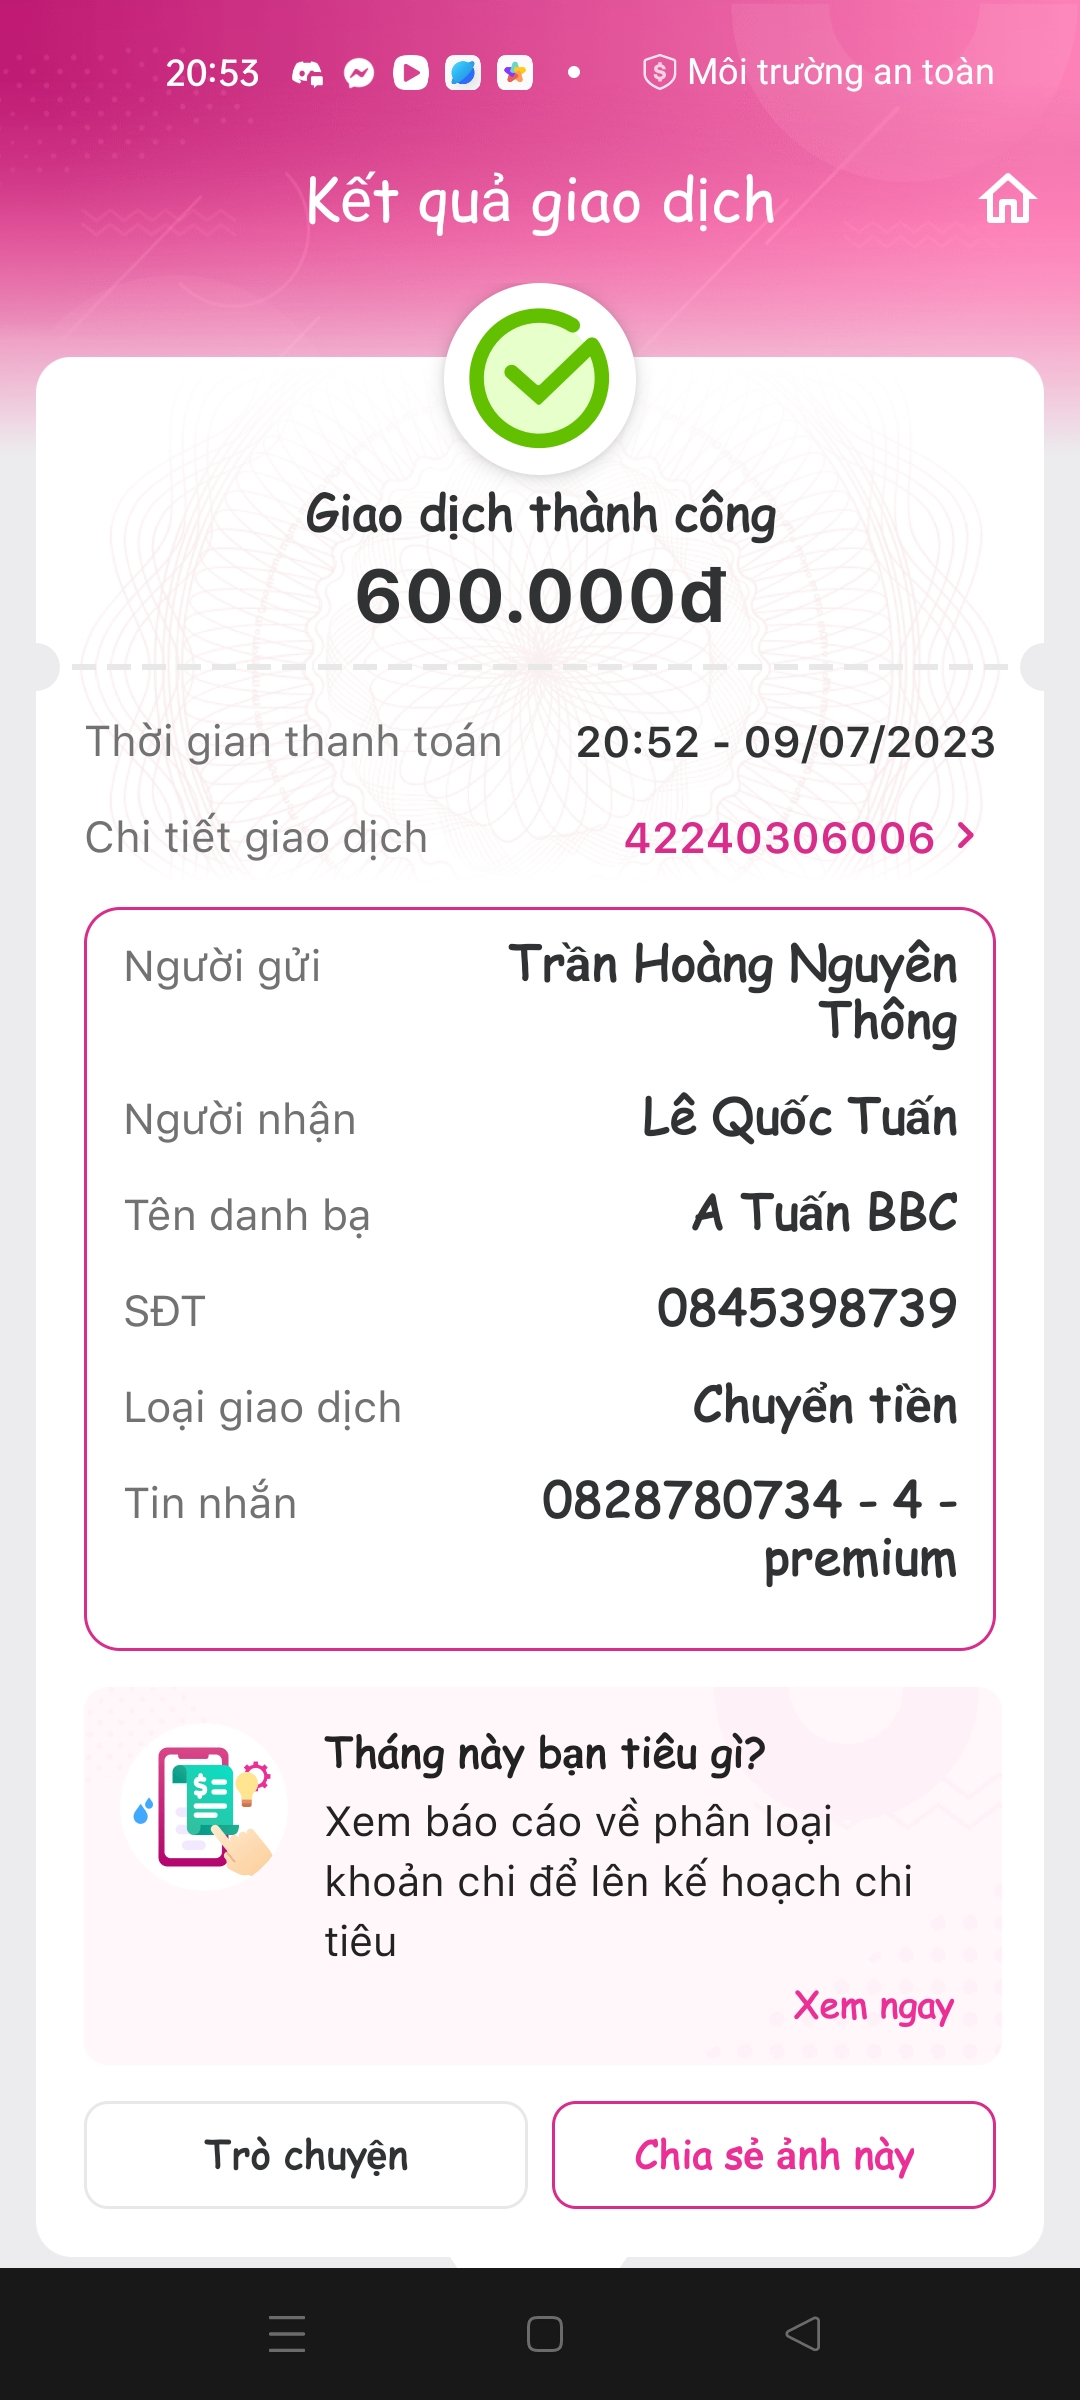 20:53
Môi trường an toàn
Kết quả giao dịch
Giao dịch thành công
600.000đ
Thời gian thanh toán 20:52 - 09/07/2023
Chi tiết giao dịch 42240306006
Người gửi Trần Hoàng Nguyên
Thông
Người nhận Lê Quốc Tuấn
Tên danh bạ A Tuấn BBC
SĐT 0845398739
Loại giao dịch Chuyển tiền
Tin nhắn 0828780734 - 4 -
premium
Tháng này bạn tiêu gì?
Xem báo cáo về phân loại
khoản chi để lên kế hoạch chi
tiêu
Xem ngay
Trò chuyện
Chia sẻ ảnh này